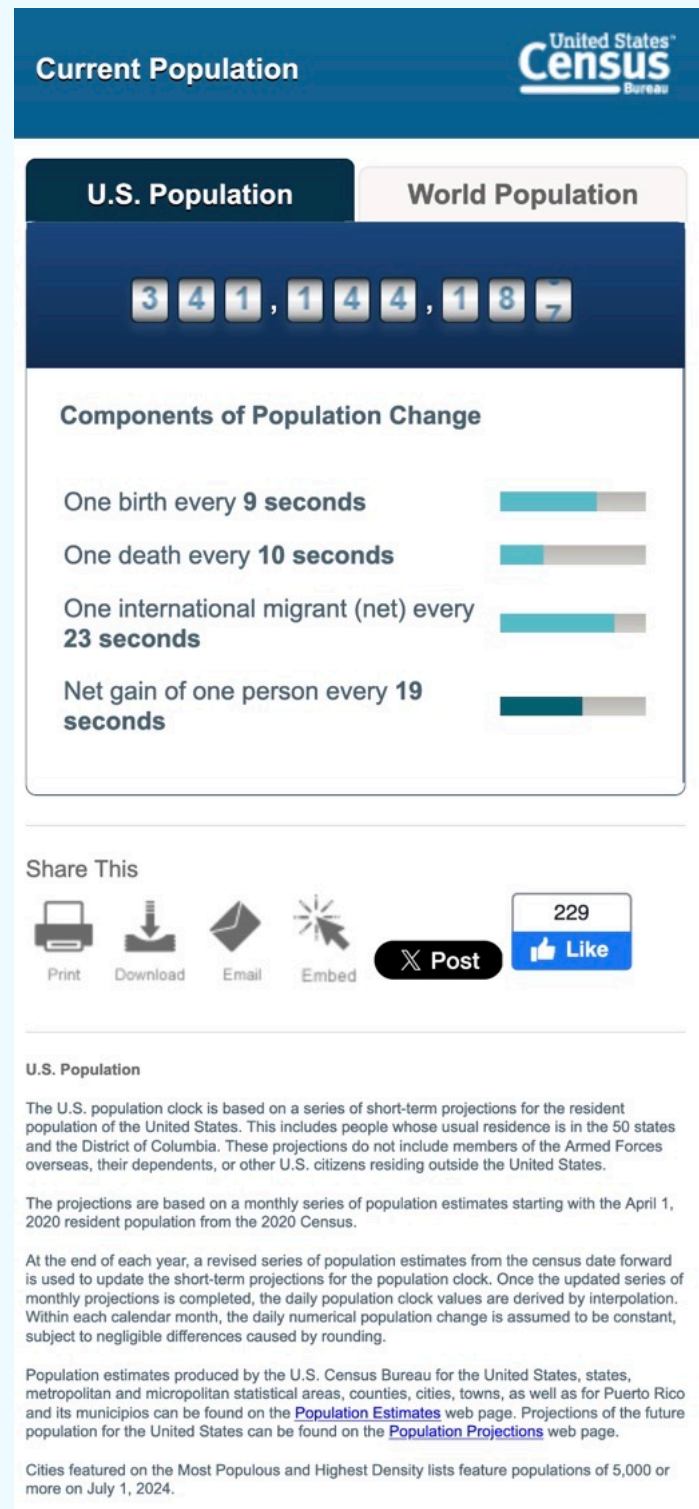 Current Population
United States™
Census
Bureau
U.S. Population
World Population
341,144,18
Components of Population Change
One birth every 9 seconds
One death every 10 seconds
One international migrant (net) every
23 seconds
Net gain of one person every 19
seconds
Share This
Print
Download
Email
Embed
X Post
229
Like
U.S. Population
The U.S. population clock is based on a series of short-term projections for the resident
population of the United States. This includes people whose usual residence is in the 50 states
and the District of Columbia. These projections do not include members of the Armed Forces
overseas, their dependents, or other U.S. citizens residing outside the United States.
The projections are based on a monthly series of population estimates starting with the April 1,
2020 resident population from the 2020 Census.
At the end of each year, a revised series of population estimates from the census date forward
is used to update the short-term projections for the population clock. Once the updated series of
monthly projections is completed, the daily population clock values are derived by interpolation.
Within each calendar month, the daily numerical population change is assumed to be constant,
subject to negligible differences caused by rounding.
Population estimates produced by the U.S. Census Bureau for the United States, states,
metropolitan and micropolitan statistical areas, counties, cities, towns, as well as for Puerto Rico
and its municipios can be found on the Population Estimates web page. Projections of the future
population for the United States can be found on the Population Projections web page.
Cities featured on the Most Populous and Highest Density lists feature populations of 5,000 or
more on July 1, 2024.